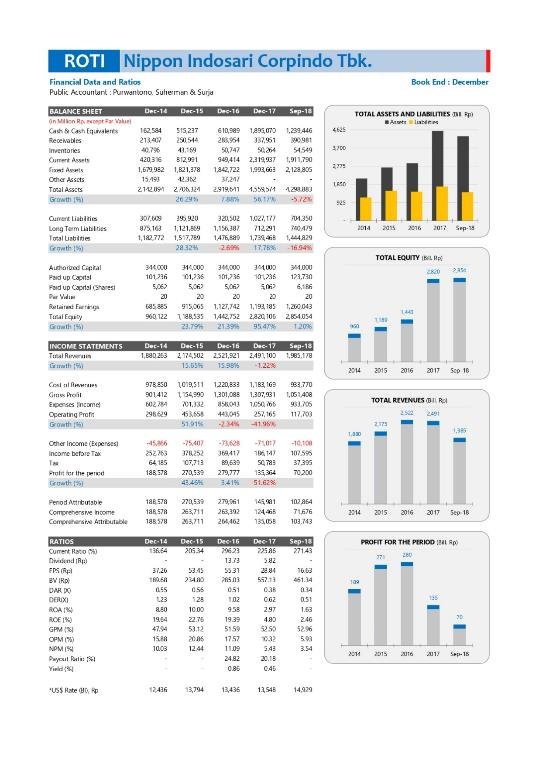 ROTI Nippon Indosari Corpindo Tbk.
Financial Data and Ratios Book End : December
Public Accountant : Purwantono, Suherman & Surja
BALANCE SHEET Dec-14 Dec-15 Dec-16 Dec-17 Sep-18
(in Million Rp, except Par Value)
Cash & Cash Equivalents 162,584 515,237 610,989 1,895,070 1,239,446
Receivables 213,407 250,544 283,954 337,951 390,981
Inventories 40,796 43,169 50,747 50,264 54,549
Current Assets 420,316 812,991 949,414 2,319,937 1,911,790
Fixed Assets 1,679,982 1,821,378 1,842,722 1,993,663 2,128,805
Other Assets 15,493 42,362 37,247 - -
Total Assets 2,142,894 2,706,324 2,919,641 4,559,574 4,298,883
Growth (%) 26.29% 7.88% 56.17% -5.72%
Current Liabilities 307,609 395,920 320,502 1,027,177 704,350
Long Term Liabilities 875,163 1,121,869 1,156,387 712,291 740,479
Total Liabilities 1,182,772 1,517,789 1,476,889 1,739,468 1,444,829
Growth (%) 28.32% -2.69% 17.78% -16.94%
Authorized Capital 344,000 344,000 344,000 344,000 344,000
Paid up Capital 101,236 101,236 101,236 101,236 123,730
Paid up Capital (Shares) 5,062 5,062 5,062 5,062 6,186
Par Value 20 20 20 20 20
Retained Earnings 685,885 915,065 1,127,742 1,193,185 1,260,043
Total Equity 960,122 1,188,535 1,442,752 2,820,106 2,854,054
Growth (%) 23.79% 21.39% 95.47% 1.20%
INCOME STATEMENTS Dec-14 Dec-15 Dec-16 Dec-17 Sep-18
Total Revenues 1,880,263 2,174,502 2,521,921 2,491,100 1,985,178
Growth (%) 15.65% 15.98% -1.22%
Cost of Revenues 978,850 1,019,511 1,220,833 1,183,169 933,770
Gross Profit 901,412 1,154,990 1,301,088 1,307,931 1,051,408
Expenses (Income) 602,784 701,332 858,043 1,050,766 933,705
Operating Profit 298,629 453,658 443,045 257,165 117,703
Growth (%) 51.91% -2.34% -41.96%
Other Income (Expenses) -45,866 -75,407 -73,628 -71,017 -10,108
Income before Tax 252,763 378,252 369,417 186,147 107,595
Tax 64,185 107,713 89,639 50,783 37,395
Profit for the period 188,578 270,539 279,777 135,364 70,200
Growth (%) 43.46% 3.41% -51.62%
Period Attributable 188,578 270,539 279,961 145,981 102,864
Comprehensive Income 188,578 263,711 263,392 124,468 71,676
Comprehensive Attributable 188,578 263,711 264,462 135,058 103,743
RATIOS Dec-14 Dec-15 Dec-16 Dec-17 Sep-18
Current Ratio (%) 136.64 205.34 296.23 225.86 271.43
Dividend (Rp) - - 13.73 5.82 -
EPS (Rp) 37.26 53.45 55.31 28.84 16.63
BV (Rp) 189.68 234.80 285.03 557.13 461.34
DAR (X) 0.55 0.56 0.51 0.38 0.34
DER(X) 1.23 1.28 1.02 0.62 0.51
ROA (%) 8.80 10.00 9.58 2.97 1.63
ROE (%) 19.64 22.76 19.39 4.80 2.46
GPM (%) 47.94 53.12 51.59 52.50 52.96
OPM (%) 15.88 20.86 17.57 10.32 5.93
NPM (%) 10.03 12.44 11.09 5.43 3.54
Payout Ratio (%) - - 24.82 20.18 -
Yield (%) - - 0.86 0.46 -
*US$ Rate (BI), Rp 12,436 13,794 13,436 13,548 14,929
TOTAL ASSETS AND LIABILITIES (Bill. Rp)
Assets Liabilities
4,625
3,700
2,775
1,850
925
-
2014 2015 2016 2017 Sep-18
TOTAL EQUITY (Bill. Rp)
960 1,189 1,443 2,820 2,854
2014 2015 2016 2017 Sep-18
TOTAL REVENUES (Bill. Rp)
1,880 2,175 2,522 2,491 1,985
2014 2015 2016 2017 Sep-18
PROFIT FOR THE PERIOD (Bill. Rp)
189 271 280 135 70
2014 2015 2016 2017 Sep-18